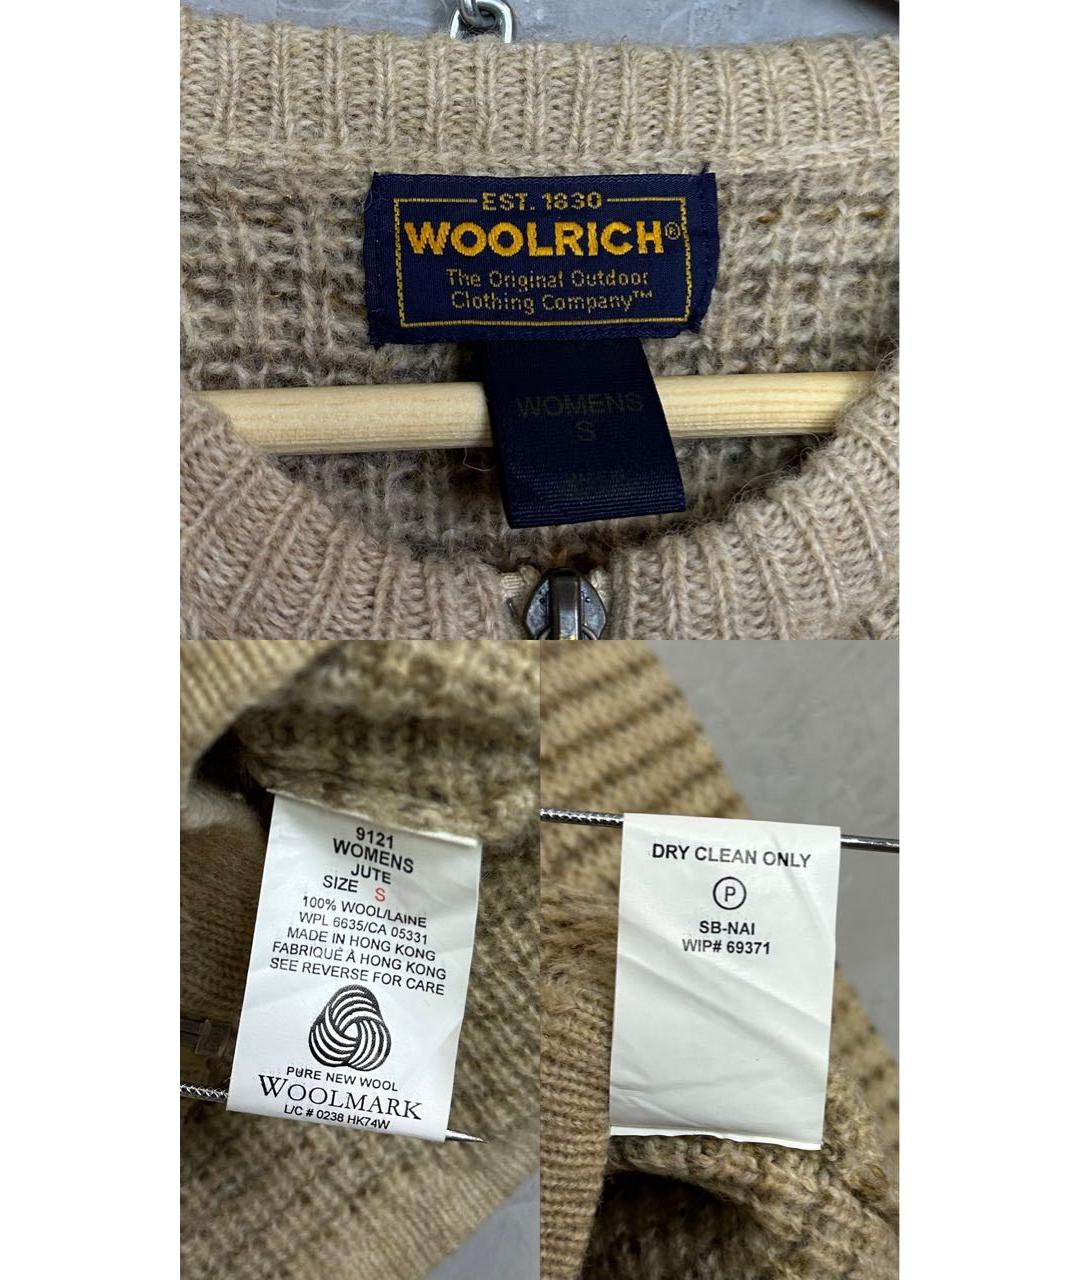 EST. 1830
WOOLRICH®
The Original Outdoor
Clothing Company™
WOMENS
S
9121
WOMENS
JUTE
SIZE S
100% WOOL/LAINE
WPL 6635/CA 05331
MADE IN HONG KONG
FABRIQUÉ À HONG KONG
SEE REVERSE FOR CARE
PURE NEW WOOL
WOOLMARK
L/C # 0238 HK74W
DRY CLEAN ONLY
P
SB-NAI
WIP# 69371